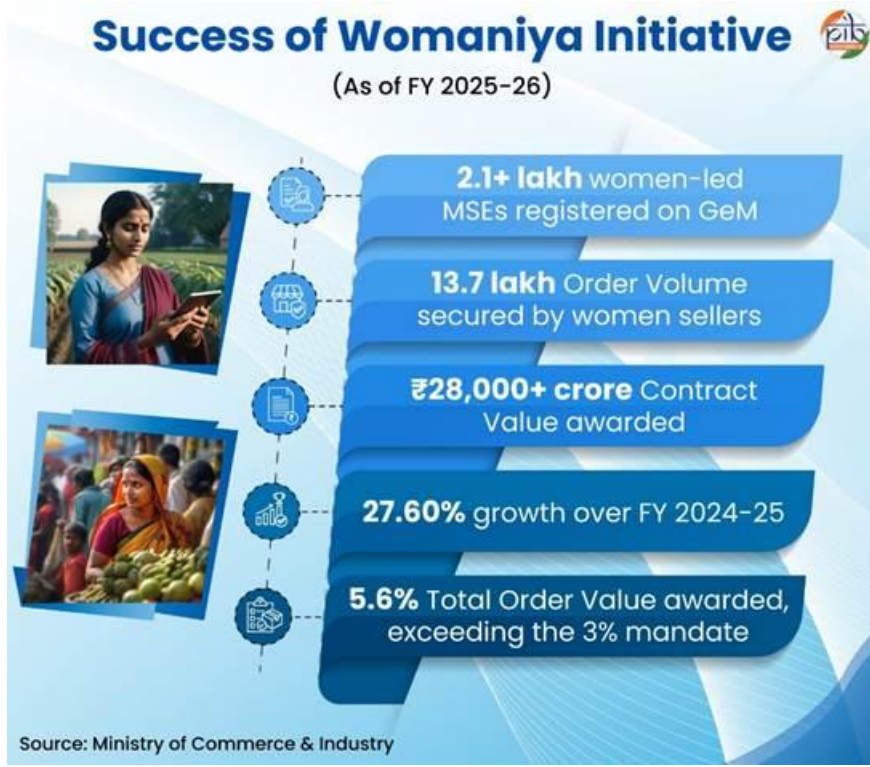 Success of Womaniya Initiative
pib
(As of FY 2025-26)
2.1+ lakh women-led
MSEs registered on GeM
13.7 lakh Order Volume
secured by women sellers
₹28,000+ crore Contract
Value awarded
27.60% growth over FY 2024-25
5.6% Total Order Value awarded,
exceeding the 3% mandate
Source: Ministry of Commerce & Industry